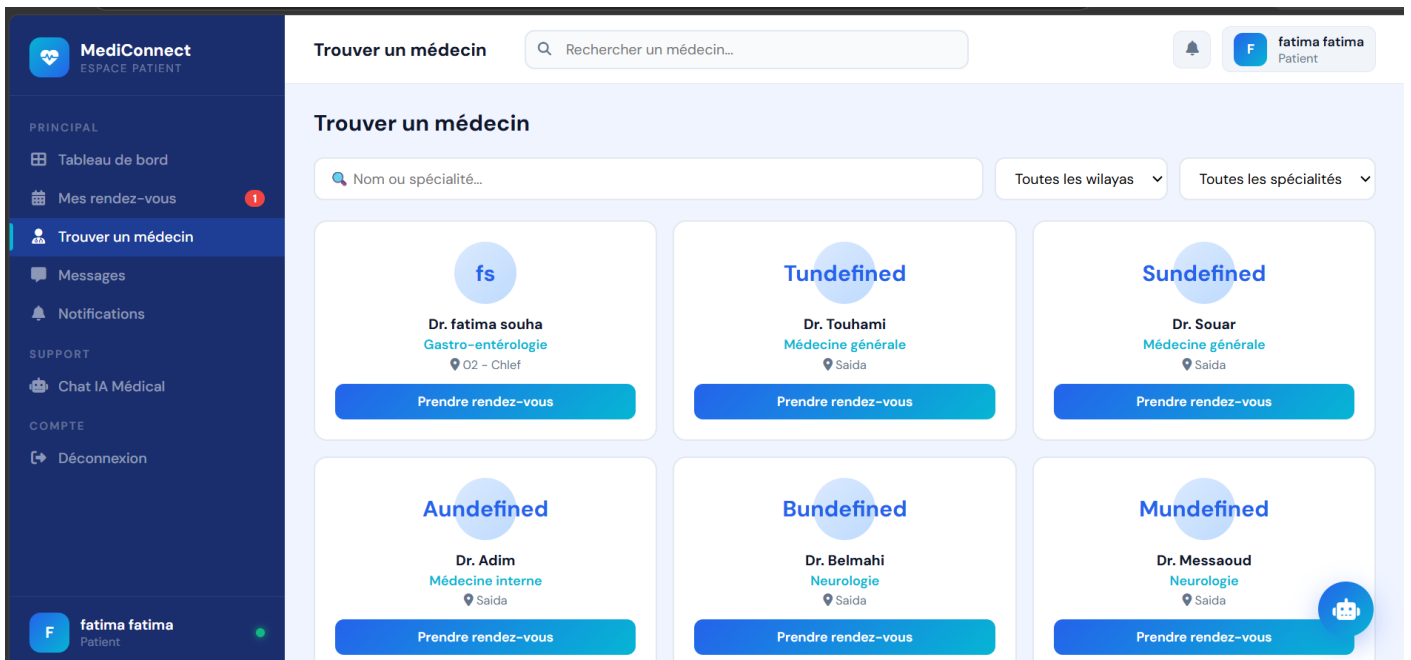 MediConnect
ESPACE PATIENT
PRINCIPAL
Tableau de bord
Mes rendez-vous 1
Trouver un médecin
Messages
Notifications
SUPPORT
Chat IA Médical
COMPTE
Déconnexion
F fatima fatima
Patient
Trouver un médecin
Rechercher un médecin...
F fatima fatima
Patient
Trouver un médecin
Nom ou spécialité...
Toutes les wilayas
Toutes les spécialités
fs
Dr. fatima souha
Gastro-entérologie
02 - Chlef
Prendre rendez-vous
Tundefined
Dr. Touhami
Médecine générale
Saida
Prendre rendez-vous
Sundefined
Dr. Souar
Médecine générale
Saida
Prendre rendez-vous
Aundefined
Dr. Adim
Médecine interne
Saida
Prendre rendez-vous
Bundefined
Dr. Belmahi
Neurologie
Saida
Prendre rendez-vous
Mundefined
Dr. Messaoud
Neurologie
Saida
Prendre rendez-vous